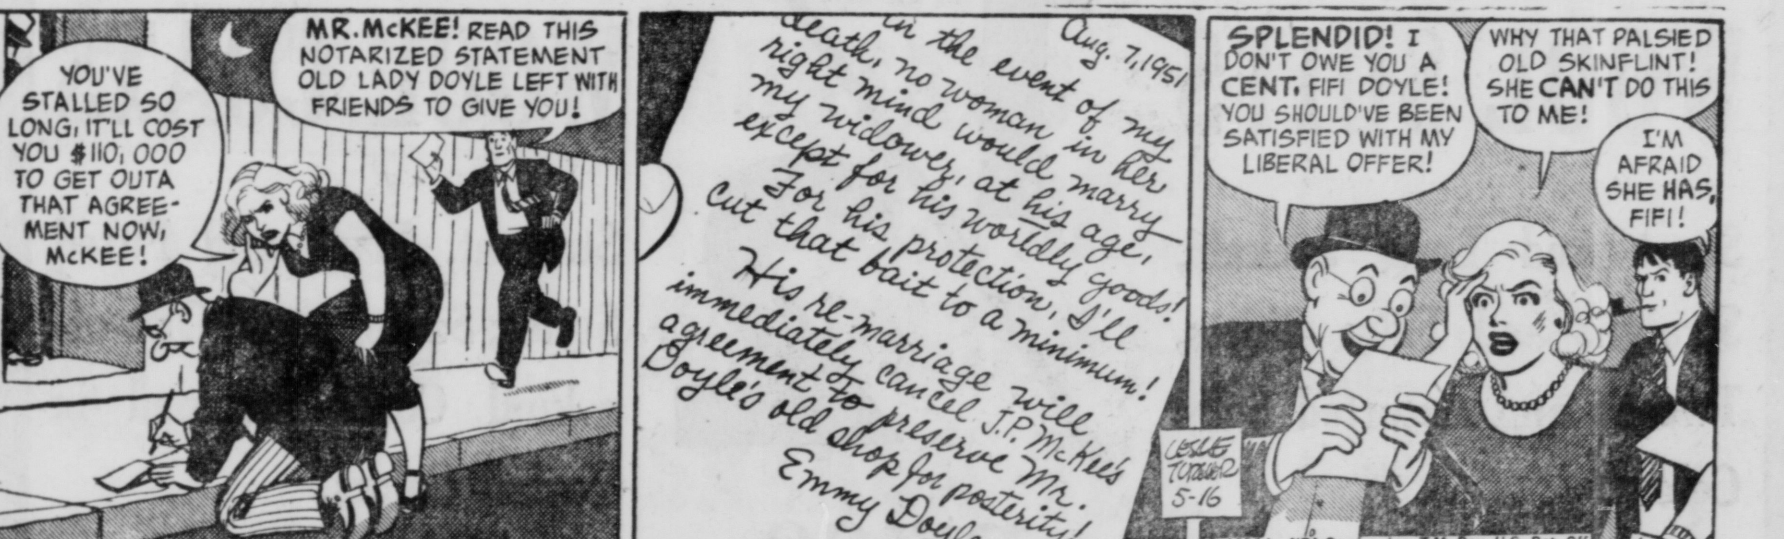 YOU'VE
STALLED SO
LONG, IT'LL COST
YOU $110,000
TO GET OUTA
THAT AGREE-
MENT NOW,
McKEE!
MR. McKEE! READ THIS
NOTARIZED STATEMENT
OLD LADY DOYLE LEFT WITH
FRIENDS TO GIVE YOU!
Aug. 7, 1951
In the event of my
death, no woman in her
right mind would marry
my widower, at his age,
except for his worldly goods!
For his protection, I'll
cut that bait to a minimum!
His re-marriage will
immediately cancel J.P. McKee's
agreement to preserve Mr.
Doyle's old shop for posterity!
Emmy Doyle
SPLENDID! I
DON'T OWE YOU A
CENT, FIFI DOYLE!
YOU SHOULD'VE BEEN
SATISFIED WITH MY
LIBERAL OFFER!
WHY THAT PALSIED
OLD SKINFLINT!
SHE CAN'T DO THIS
TO ME!
I'M
AFRAID
SHE HAS,
FIFI!
LESLIE
TURNER
5-16